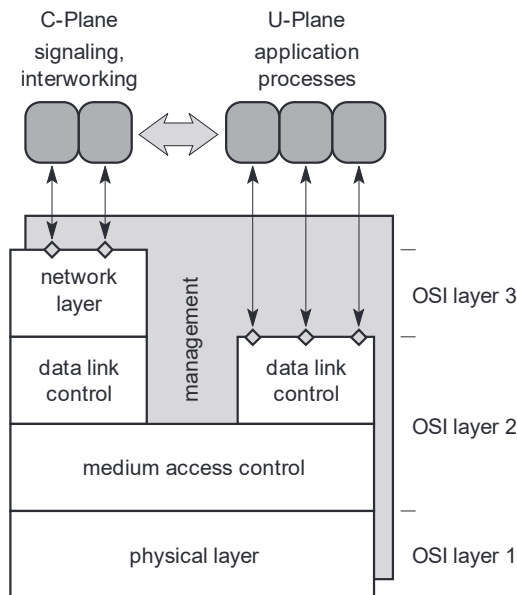 C-Plane
signaling,
interworking
U-Plane
application
processes
network
layer
management
OSI layer 3
data link
control
data link
control
OSI layer 2
medium access control
physical layer
OSI layer 1